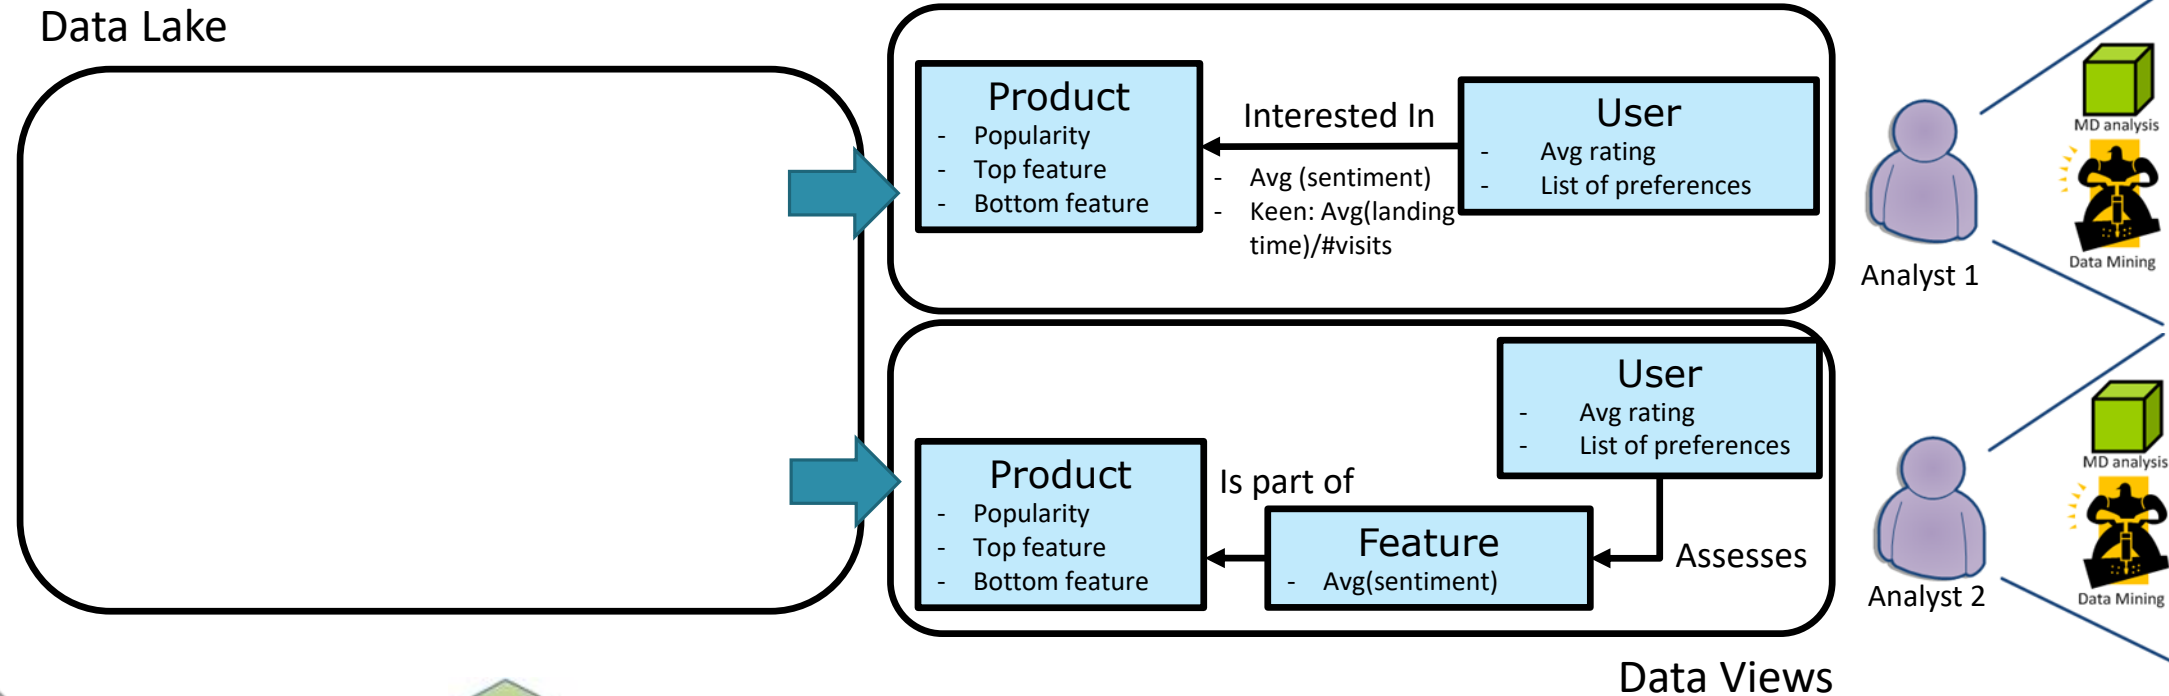 Data Lake
Product
- Popularity
- Top feature
- Bottom feature
Interested In
- Avg (sentiment)
- Keen: Avg(landing
time)/#visits
User
- Avg rating
- List of preferences
Analyst 1
MD analysis
Data Mining
Product
- Popularity
- Top feature
- Bottom feature
Is part of
Feature
- Avg(sentiment)
User
- Avg rating
- List of preferences
Assesses
Analyst 2
MD analysis
Data Mining
Data Views